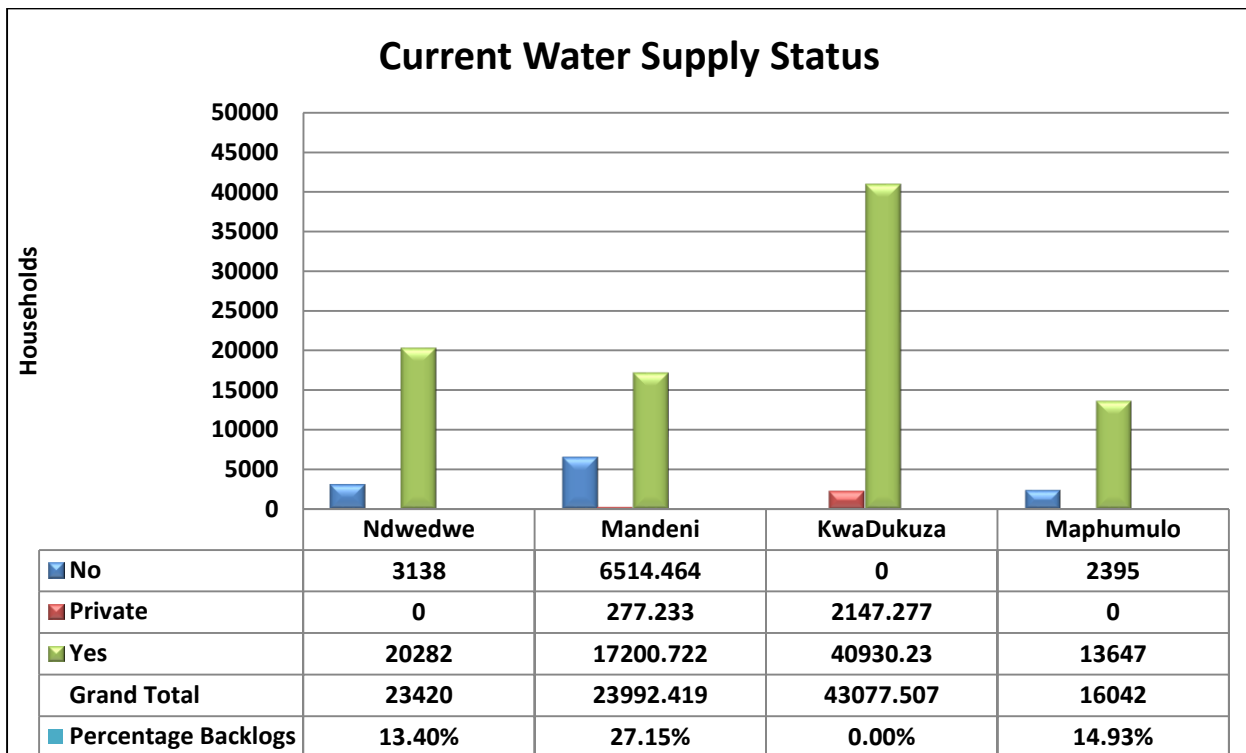 Current Water Supply Status
Households
50000
45000
40000
35000
30000
25000
20000
15000
10000
5000
0
Ndwedwe Mandeni KwaDukuza Maphumulo
No 3138 6514.464 0 2395
Private 0 277.233 2147.277 0
Yes 20282 17200.722 40930.23 13647
Grand Total 23420 23992.419 43077.507 16042
Percentage Backlogs 13.40% 27.15% 0.00% 14.93%